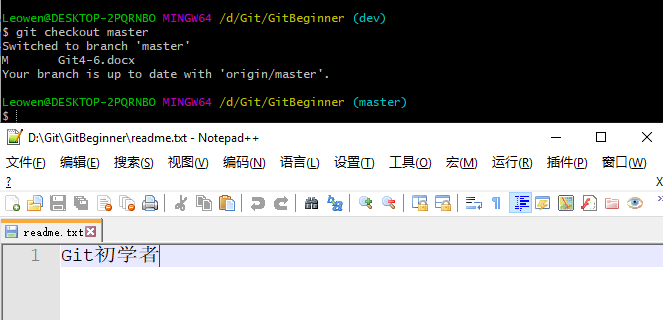 Leowen@DESKTOP-2PQRNBO MINGW64 /d/Git/GitBeginner (dev)
$ git checkout master
Switched to branch 'master'
M       Git4-6.docx
Your branch is up to date with 'origin/master'.
Leowen@DESKTOP-2PQRNBO MINGW64 /d/Git/GitBeginner (master)
$
D:\Git\GitBeginner\readme.txt - Notepad++
文件(F) 编辑(E) 搜索(S) 视图(V) 编码(N) 语言(L) 设置(T) 工具(O) 宏(M) 运行(R) 插件(P) 窗口(W)
? X
readme.txt
1 Git初学者